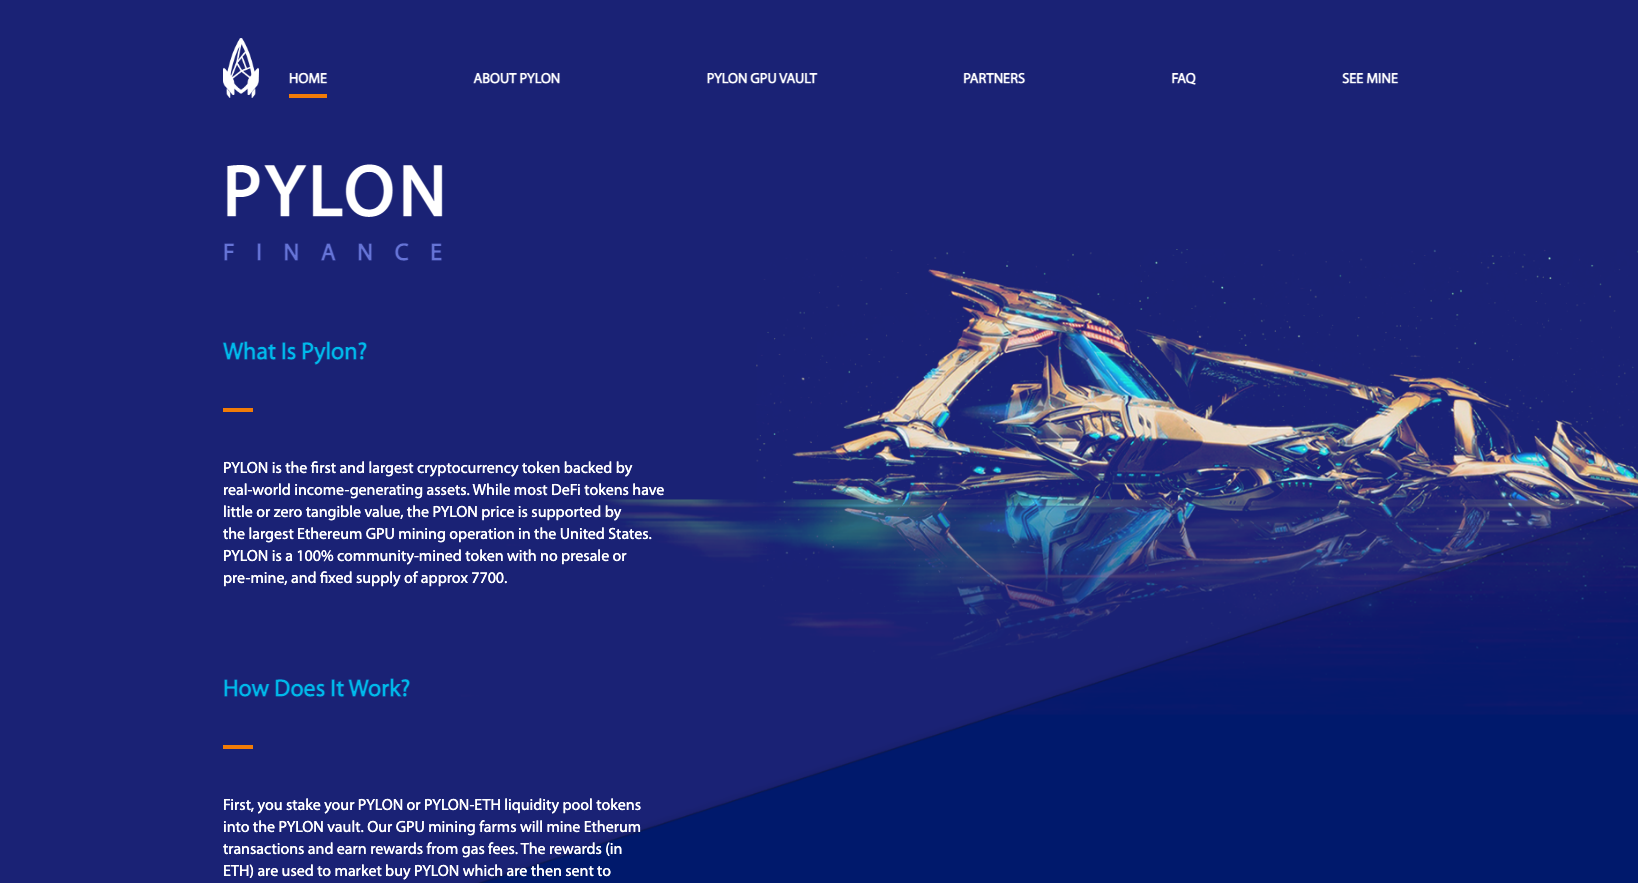 HOME
ABOUT PYLON
PYLON GPU VAULT
PARTNERS
FAQ
SEE MINE
PYLON
FINANCE
What Is Pylon?
PYLON is the first and largest cryptocurrency token backed by
real-world income-generating assets. While most DeFi tokens have
little or zero tangible value, the PYLON price is supported by
the largest Ethereum GPU mining operation in the United States.
PYLON is a 100% community-mined token with no presale or
pre-mine, and fixed supply of approx 7700.
How Does It Work?
First, you stake your PYLON or PYLON-ETH liquidity pool tokens
into the PYLON vault. Our GPU mining farms will mine Etherum
transactions and earn rewards from gas fees. The rewards (in
ETH) are used to market buy PYLON which are then sent to